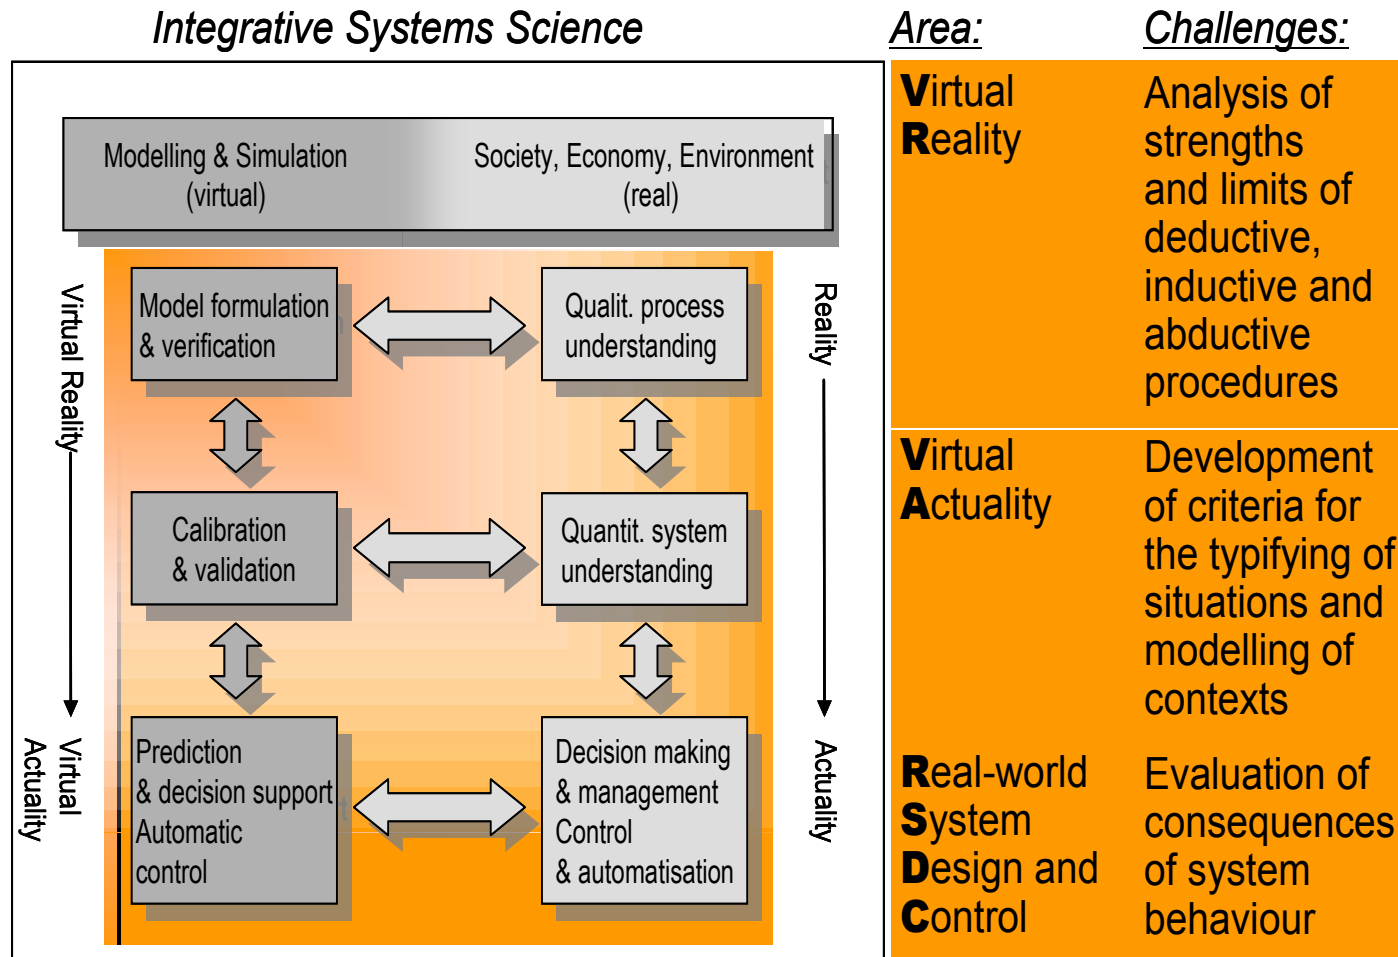 Integrative Systems Science
Area:
Challenges:
Modelling & Simulation
(virtual)
Society, Economy, Environment
(real)
Virtual Reality
Virtual
Actuality
Model formulation
& verification
Qualit. process
understanding
Calibration
& validation
Quantit. system
understanding
Prediction
& decision support
Automatic
control
Decision making
& management
Control
& automatisation
Reality
Actuality
Virtual
Reality
Analysis of
strengths
and limits of
deductive,
inductive and
abductive
procedures
Virtual
Actuality
Development
of criteria for
the typifying of
situations and
modelling of
contexts
Real-world
System
Design and
Control
Evaluation of
consequences
of system
behaviour